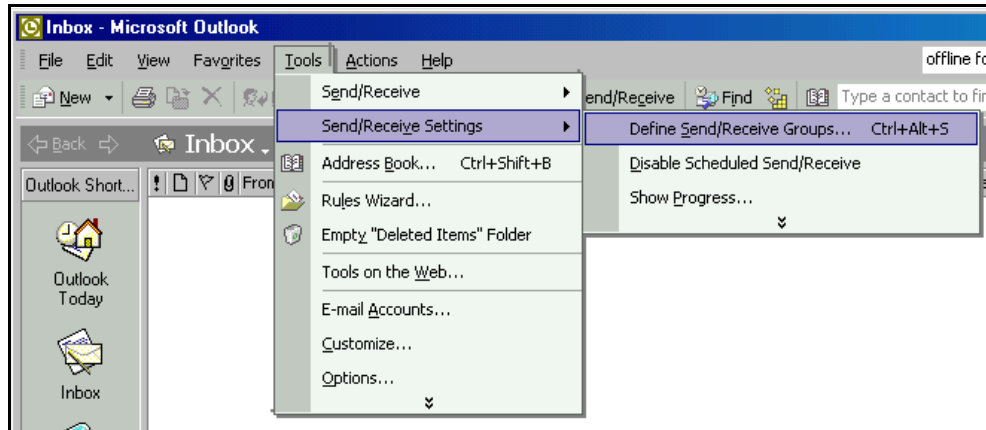 Inbox - Microsoft Outlook
File Edit View Favorites Tools Actions Help offline fo
New end/Receive Find Type a contact to fin
Back Inbox
Outlook Short... ! From
Send/Receive
Send/Receive Settings
Address Book... Ctrl+Shift+B
Rules Wizard...
Empty "Deleted Items" Folder
Tools on the Web...
E-mail Accounts...
Customize...
Options...
Define Send/Receive Groups... Ctrl+Alt+S
Disable Scheduled Send/Receive
Show Progress...
Outlook
Today
Inbox